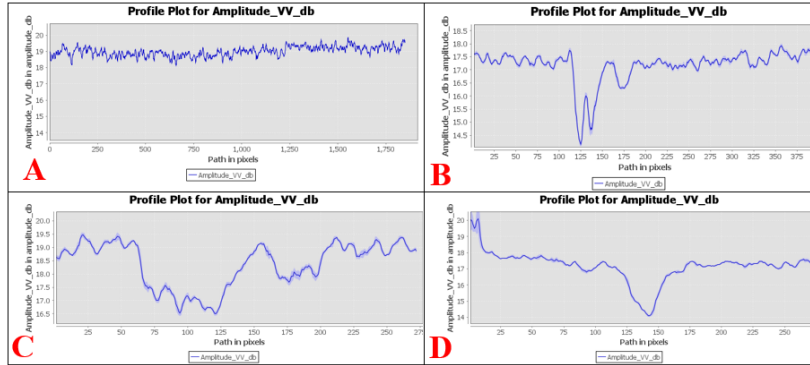 Profile Plot for Amplitude_VV_db
Amplitude_VV_db in amplitude_db
20
19
18
17
16
15
14
0 250 500 750 1,000 1,250 1,500 1,750
Path in pixels
Amplitude_VV_db
A
Profile Plot for Amplitude_VV_db
Amplitude_VV_db in amplitude_db
18.5
18.0
17.5
17.0
16.5
16.0
15.5
15.0
14.5
25 50 75 100 125 150 175 200 225 250 275 300 325 350 375
Path in pixels
Amplitude_VV_db
B
Profile Plot for Amplitude_VV_db
Amplitude_VV_db in amplitude_db
20.0
19.5
19.0
18.5
18.0
17.5
17.0
16.5
25 50 75 100 125 150 175 200 225 250 27
Path in pixels
Amplitude_VV_db
C
Profile Plot for Amplitude_VV_db
Amplitude_VV_db in amplitude_db
20
19
18
17
16
15
14
25 50 75 100 125 150 175 200 225 250
Path in pixels
Amplitude_VV_db
D